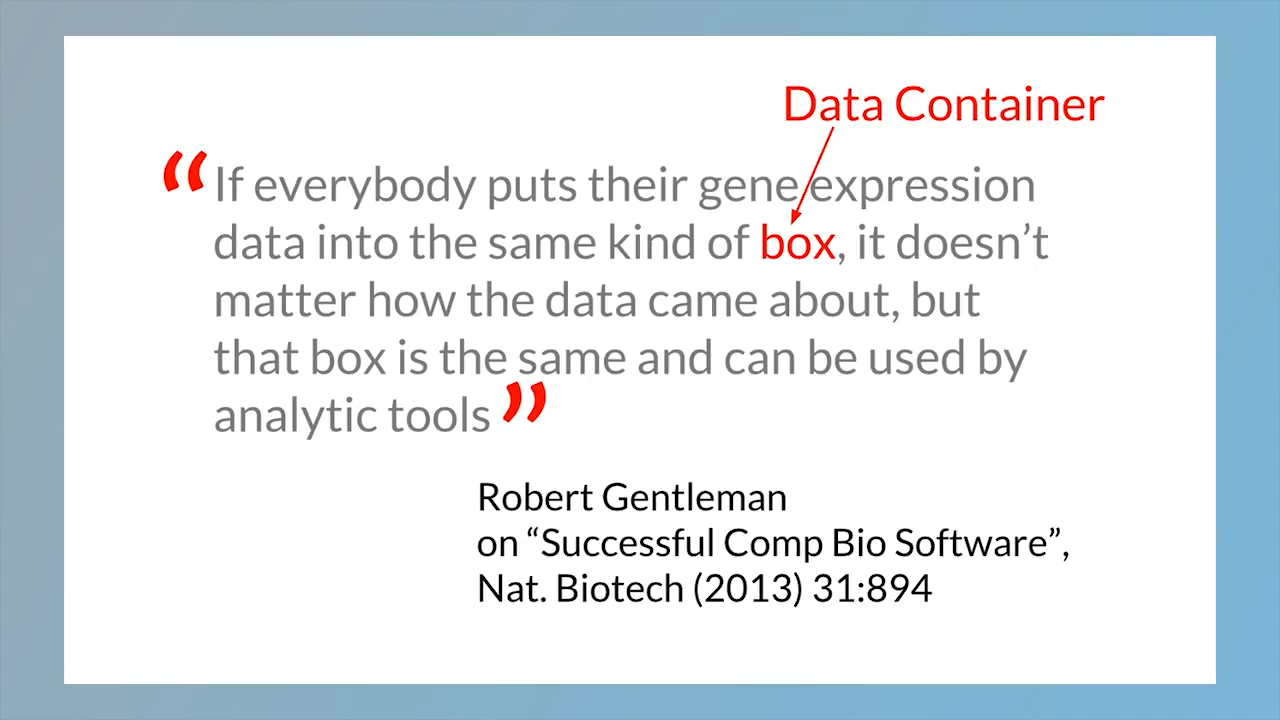 Data Container
“If everybody puts their gene expression
data into the same kind of box, it doesn’t
matter how the data came about, but
that box is the same and can be used by
analytic tools”
Robert Gentleman
on “Successful Comp Bio Software”,
Nat. Biotech (2013) 31:894